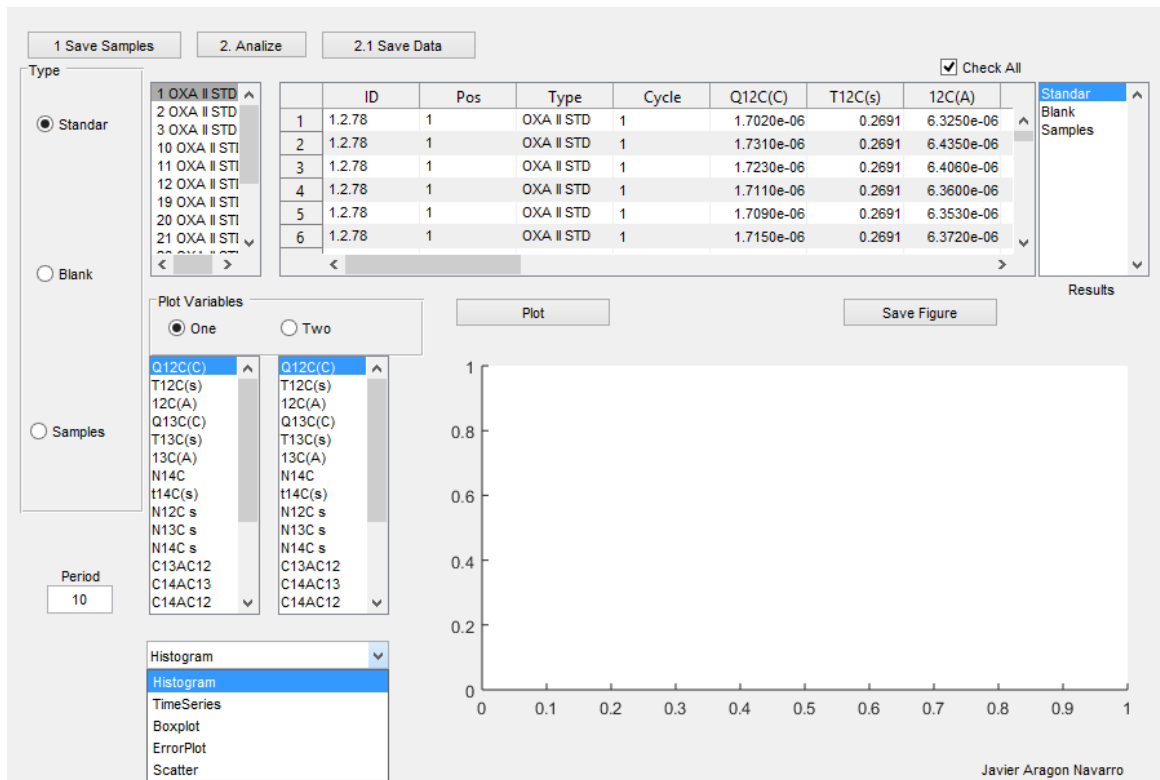 1 Save Samples 2. Analize 2.1 Save Data
Check All
Type
Standar
Blank
Samples
1 OXA II STD
2 OXA II STD
3 OXA II STD
10 OXA II STI
11 OXA II STI
12 OXA II STI
19 OXA II STI
20 OXA II STI
21 OXA II STI
ID Pos Type Cycle Q12C(C) T12C(s) 12C(A)
1 1.2.78 1 OXA II STD 1 1.7020e-06 0.2691 6.3250e-06
2 1.2.78 1 OXA II STD 1 1.7310e-06 0.2691 6.4350e-06
3 1.2.78 1 OXA II STD 1 1.7230e-06 0.2691 6.4060e-06
4 1.2.78 1 OXA II STD 1 1.7110e-06 0.2691 6.3600e-06
5 1.2.78 1 OXA II STD 1 1.7090e-06 0.2691 6.3530e-06
6 1.2.78 1 OXA II STD 1 1.7150e-06 0.2691 6.3720e-06
Standar
Blank
Samples
Results
Plot Variables
One Two
Plot
Save Figure
Q12C(C)
T12C(s)
12C(A)
Q13C(C)
T13C(s)
13C(A)
N14C
t14C(s)
N12C s
N13C s
N14C s
C13AC12
C14AC13
C14AC12
Q12C(C)
T12C(s)
12C(A)
Q13C(C)
T13C(s)
13C(A)
N14C
t14C(s)
N12C s
N13C s
N14C s
C13AC12
C14AC13
C14AC12
Period
10
Histogram
Histogram
TimeSeries
Boxplot
ErrorPlot
Scatter
1
0.8
0.6
0.4
0.2
0
0 0.1 0.2 0.3 0.4 0.5 0.6 0.7 0.8 0.9 1
Javier Aragon Navarro